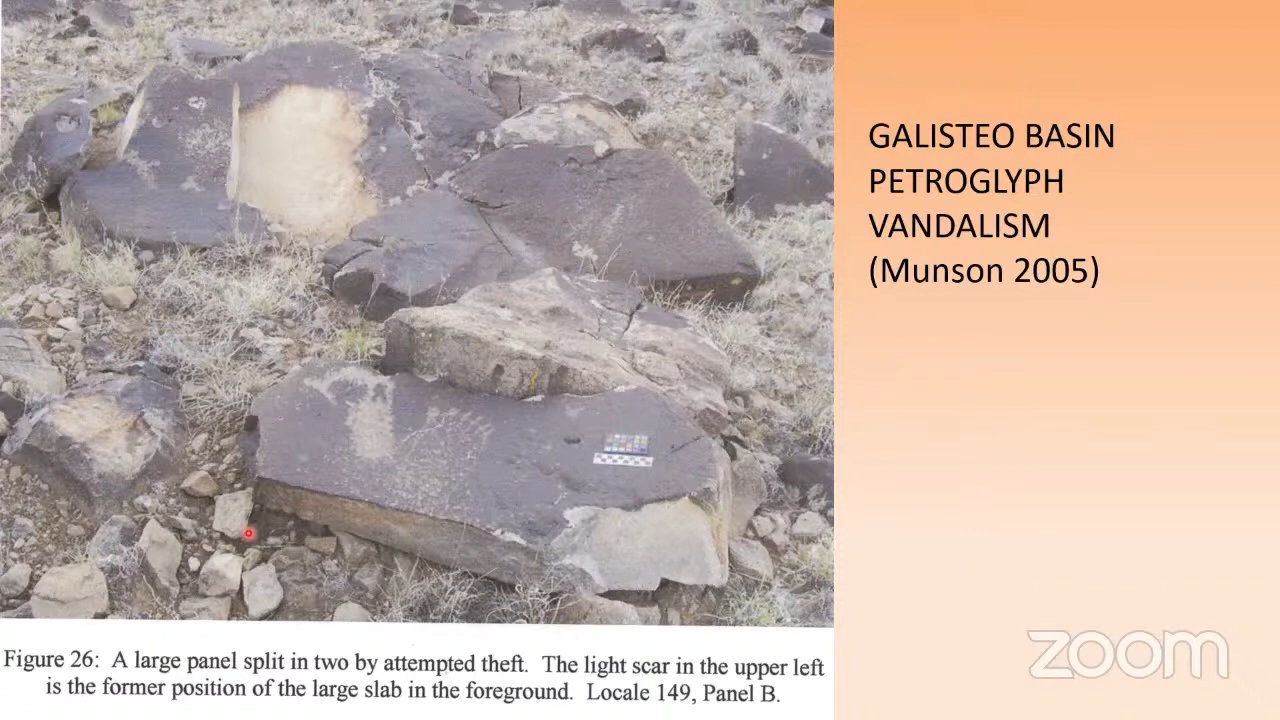 GALISTEO BASIN
PETROGLYPH
VANDALISM
(Munson 2005)
Figure 26: A large panel split in two by attempted theft. The light scar in the upper left
is the former position of the large slab in the foreground. Locale 149, Panel B.
zoom